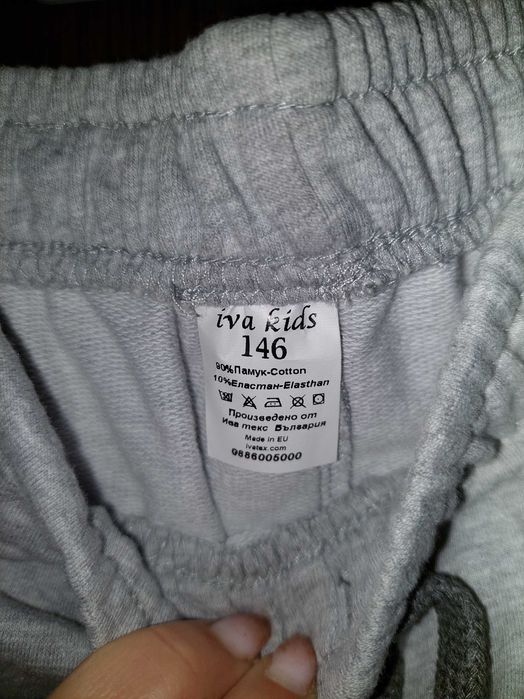 iva kids
146
90%Памук-Cotton
10%Еластан-Elasthan
Произведено от
Ива текс България
Made in EU
ivatex.com
0886005000